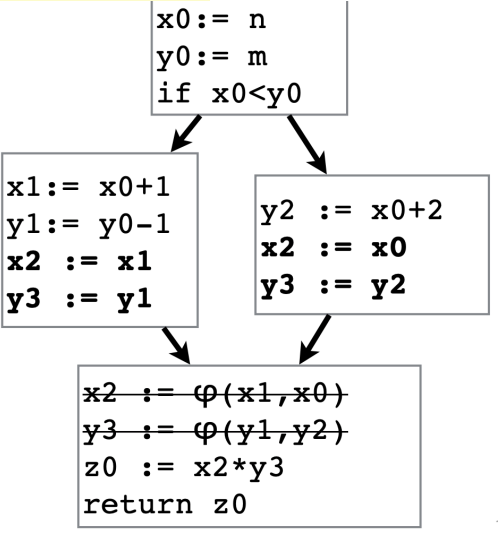 x0:= n
y0:= m
if x0<y0
x1:= x0+1
y1:= y0-1
x2 := x1
y3 := y1
y2 := x0+2
x2 := x0
y3 := y2
x2 := φ(x1,x0)
y3 := φ(y1,y2)
z0 := x2*y3
return z0